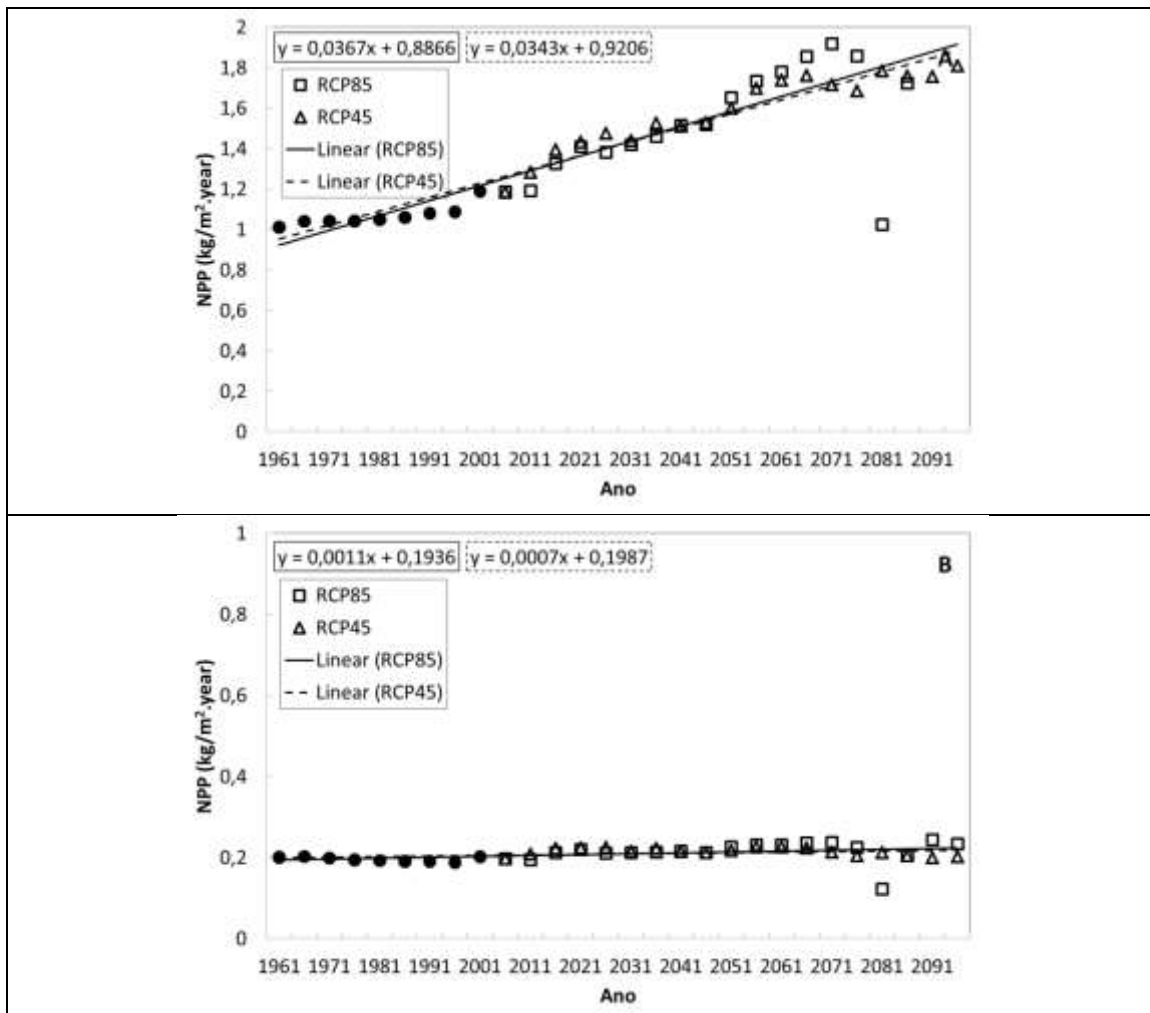 2
y = 0,0367x + 0,8866 y = 0,0343x + 0,9206
1,8
A
RCP85
1,6
RCP45
1,4
Linear (RCP85)
Linear (RCP45)
1,2
1
0,8
0,6
0,4
0,2
0
NPP (kg/m².year)
1961 1971 1981 1991 2001 2011 2021 2031 2041 2051 2061 2071 2081 2091
Ano
1
y = 0,0011x + 0,1936 y = 0,0007x + 0,1987
B
RCP85
0,8
RCP45
Linear (RCP85)
Linear (RCP45)
0,6
0,4
0,2
0
NPP (kg/m².year)
1961 1971 1981 1991 2001 2011 2021 2031 2041 2051 2061 2071 2081 2091
Ano